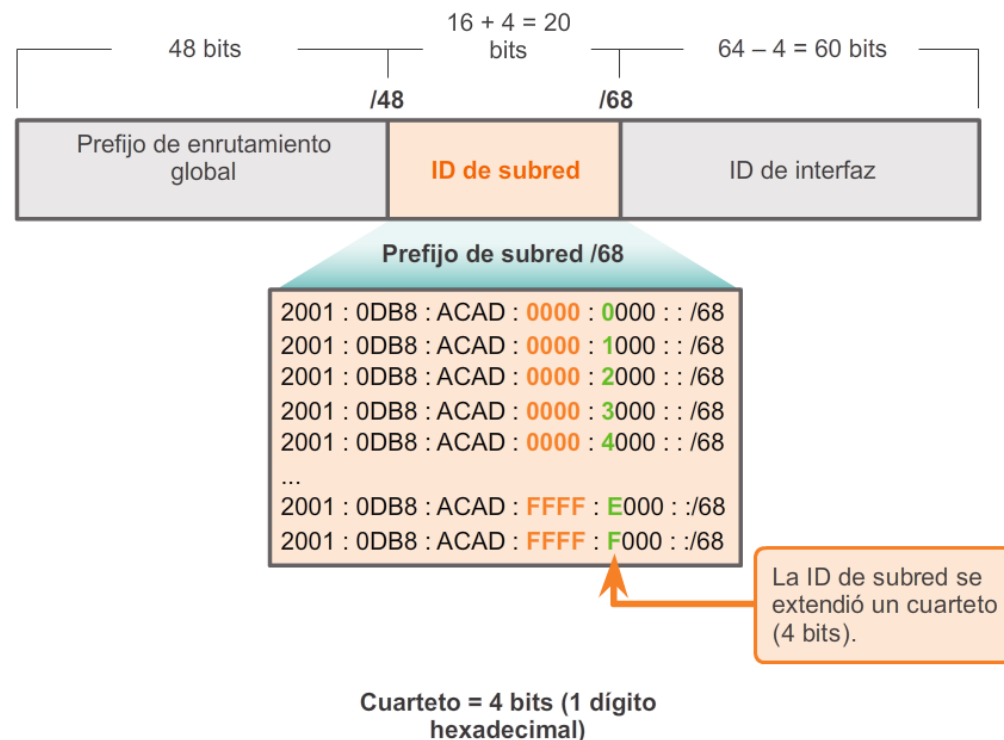 16 + 4 = 20
48 bits
bits
64 – 4 = 60 bits
/48
/68
Prefijo de enrutamiento
global
ID de subred
ID de interfaz
Prefijo de subred /68
2001 : 0DB8 : ACAD : 0000 : 0000 : : /68
2001 : 0DB8 : ACAD : 0000 : 1000 : : /68
2001 : 0DB8 : ACAD : 0000 : 2000 : : /68
2001 : 0DB8 : ACAD : 0000 : 3000 : : /68
2001 : 0DB8 : ACAD : 0000 : 4000 : : /68
...
2001 : 0DB8 : ACAD : FFFF : E000 : :/68
2001 : 0DB8 : ACAD : FFFF : F000 : :/68
La ID de subred se
extendió un cuarteto
(4 bits).
Cuarteto = 4 bits (1 dígito
hexadecimal)